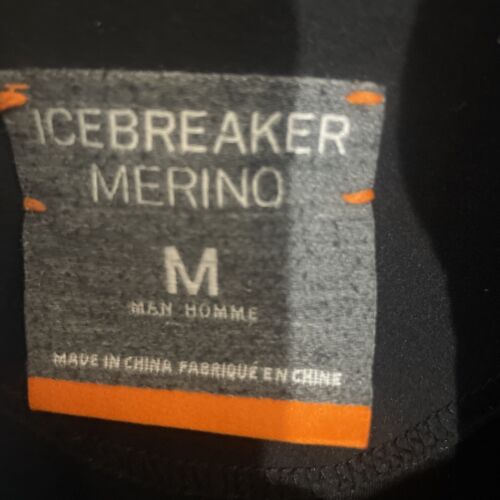 ICEBREAKER
MERINO
M
MAN HOMME
MADE IN CHINA FABRIQUÉ EN CHINE